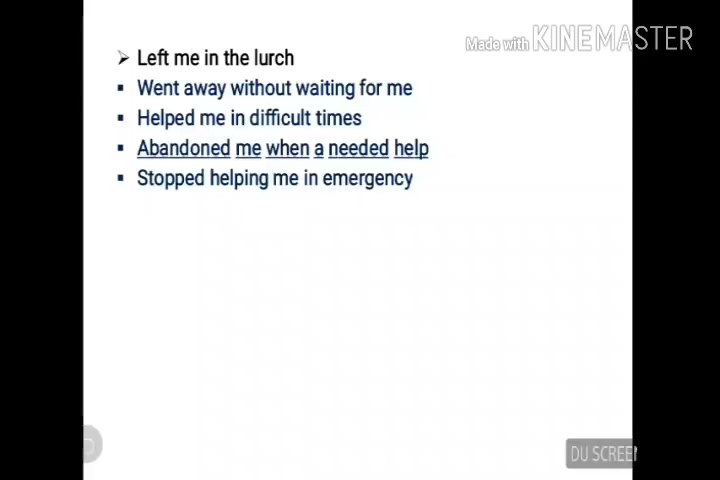 Made with KINEMASTER
➢ Left me in the lurch
▪ Went away without waiting for me
▪ Helped me in difficult times
▪ Abandoned me when a needed help
▪ Stopped helping me in emergency
DU SCREEN